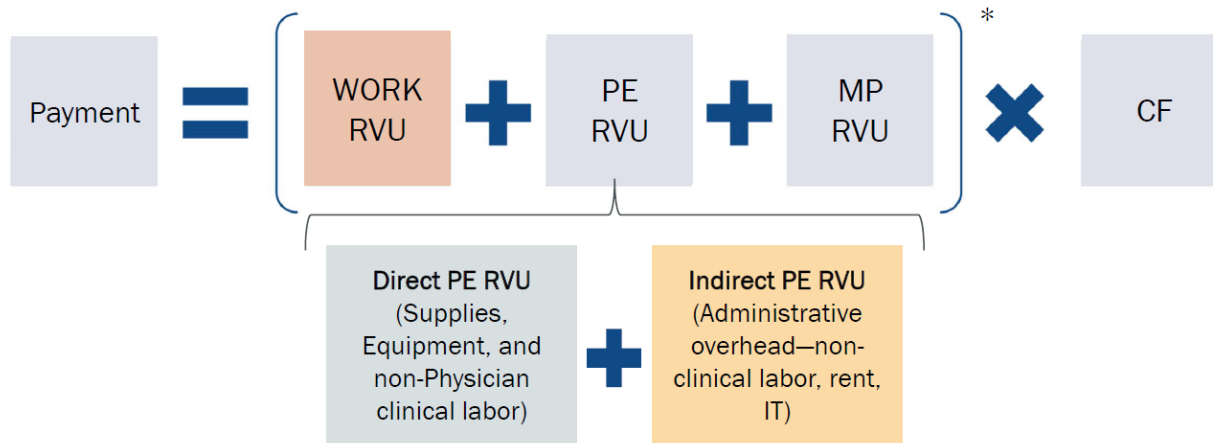 Payment
WORK
RVU
PE
RVU
MP
RVU
*
CF
Direct PE RVU
(Supplies,
Equipment, and
non-Physician
clinical labor)
Indirect PE RVU
(Administrative
overhead—non-
clinical labor, rent,
IT)